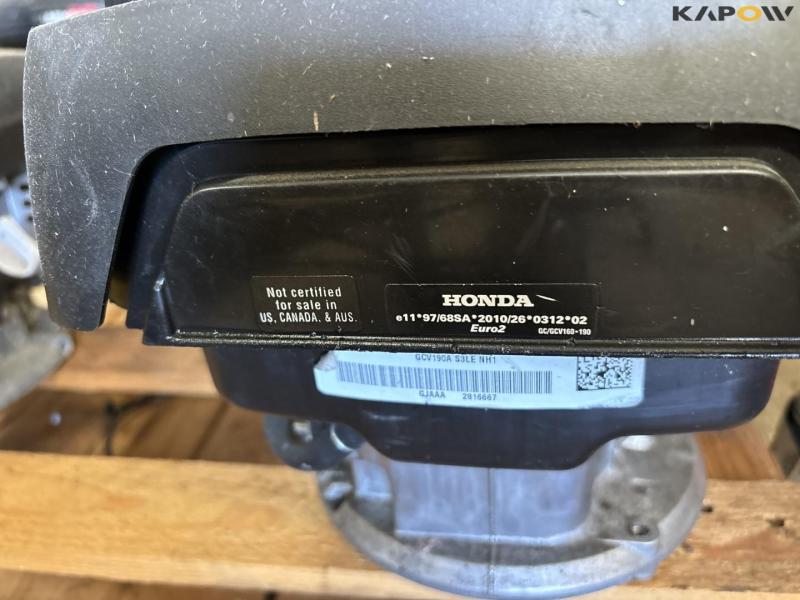 KAPOW
Not certified
for sale in
US, CANADA. & AUS.
HONDA
e11*97/68SA*2010/26*0312*02
Euro2
GC/GCV160-190
GCV190A S3LE NH1
GJAAA 2816667